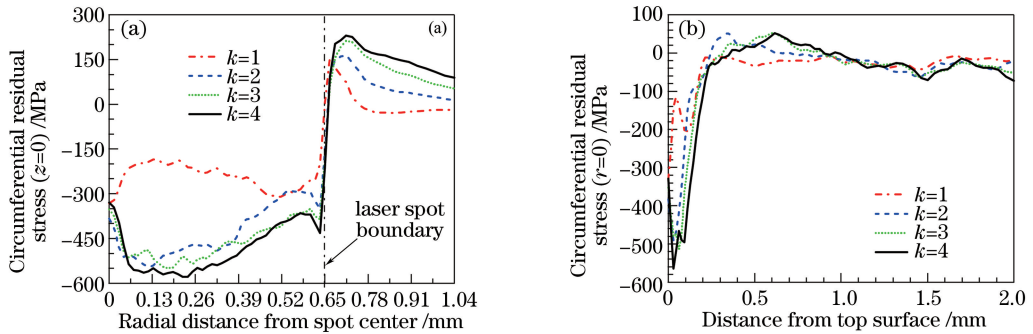 (a)
(a)
k=1
k=2
k=3
k=4
laser spot
boundary
300
150
0
−150
−300
−450
−600
0
0.13
0.26
0.39
0.52
0.65
0.78
0.91
1.04
Circumferential residual
stress (z=0) /MPa
Radial distance from spot center /mm
(b)
k=1
k=2
k=3
k=4
100
0
−100
−200
−300
−400
−500
−600
0
0.5
1.0
1.5
2.0
Circumferential residual
stress (r=0) /MPa
Distance from top surface /mm